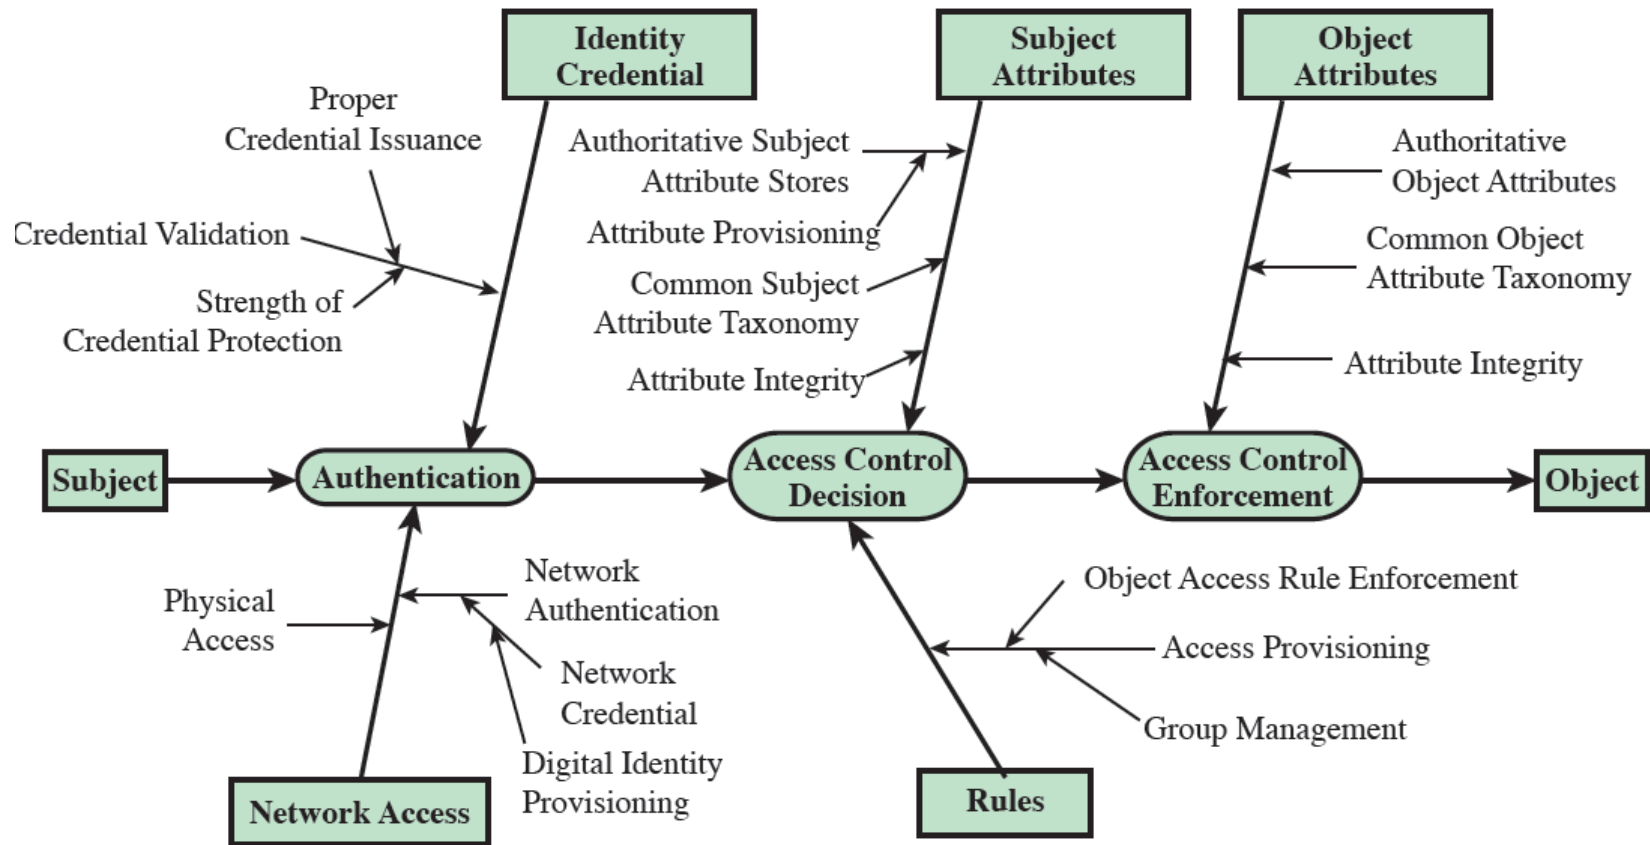 Identity
Credential
Subject
Attributes
Object
Attributes
Proper
Credential Issuance
Credential Validation
Strength of
Credential Protection
Authoritative Subject
Attribute Stores
Attribute Provisioning
Common Subject
Attribute Taxonomy
Attribute Integrity
Authoritative
Object Attributes
Common Object
Attribute Taxonomy
Attribute Integrity
Subject
Authentication
Access Control
Decision
Access Control
Enforcement
Object
Physical
Access
Network
Authentication
Network
Credential
Digital Identity
Provisioning
Object Access Rule Enforcement
Access Provisioning
Group Management
Network Access
Rules